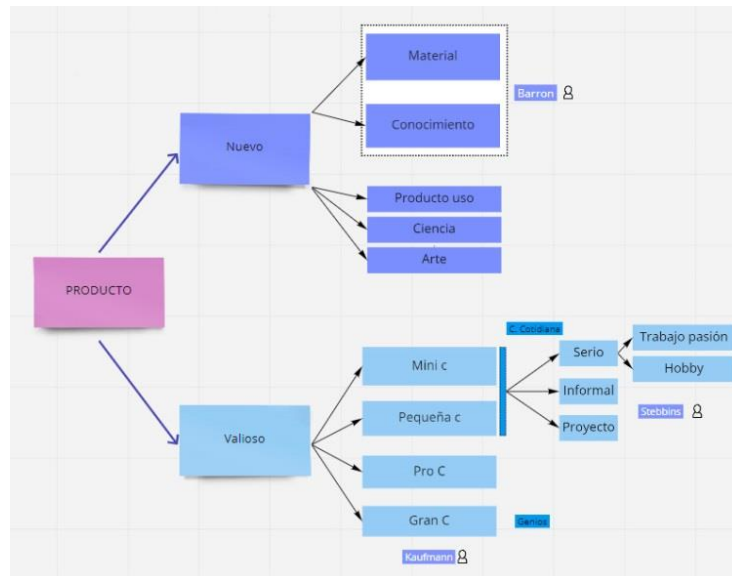 Material
Barron
Conocimiento
Nuevo
Producto uso
Ciencia
Arte
PRODUCTO
C. Cotidiana
Trabajo pasión
Serio
Mini c
Hobby
Informal
Stebbins
Pequeña c
Proyecto
Valioso
Pro C
Gran C
Genios
Kaufmann